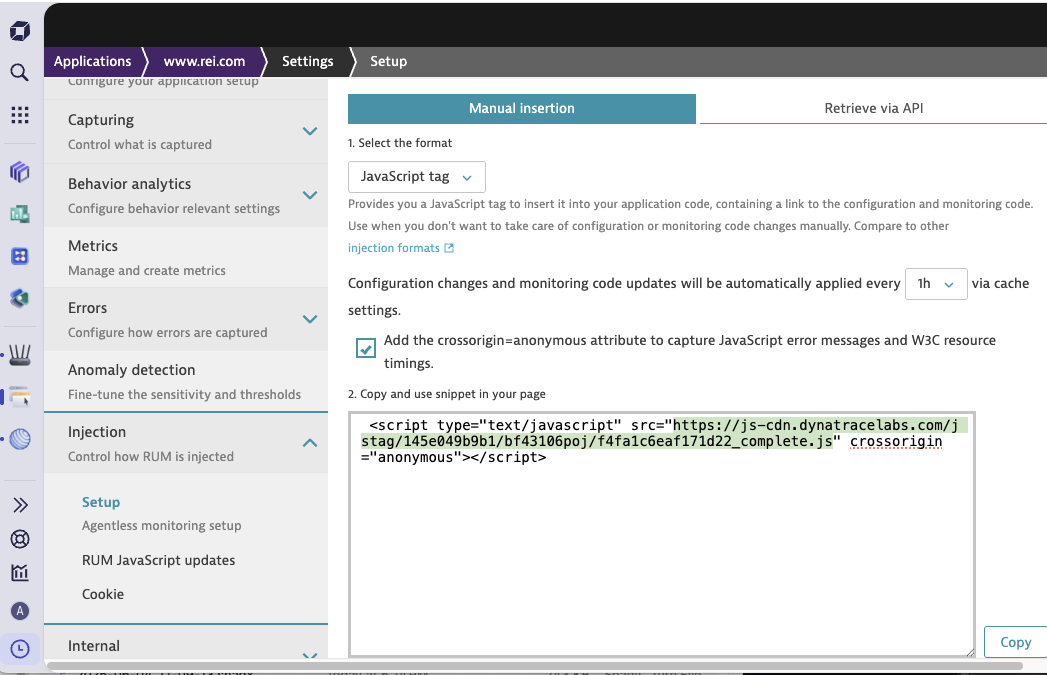 Applications
www.rei.com
Settings
Setup
Configure your application setup
Capturing
Control what is captured
Behavior analytics
Configure behavior relevant settings
Metrics
Manage and create metrics
Errors
Configure how errors are captured
Anomaly detection
Fine-tune the sensitivity and thresholds
Injection
Control how RUM is injected
Setup
Agentless monitoring setup
RUM JavaScript updates
Cookie
Internal
A
Manual insertion
Retrieve via API
1. Select the format
JavaScript tag
Provides you a JavaScript tag to insert it into your application code, containing a link to the configuration and monitoring code.
Use when you don't want to take care of configuration or monitoring code changes manually. Compare to other
injection formats
Configuration changes and monitoring code updates will be automatically applied every 1h via cache
settings.
Add the crossorigin=anonymous attribute to capture JavaScript error messages and W3C resource
timings.
2. Copy and use snippet in your page
<script type="text/javascript" src="https://js-cdn.dynatracelabs.com/j
stag/145e049b9b1/bf43106poj/f4fa1c6eaf171d22_complete.js" crossorigin
="anonymous"></script>
Copy